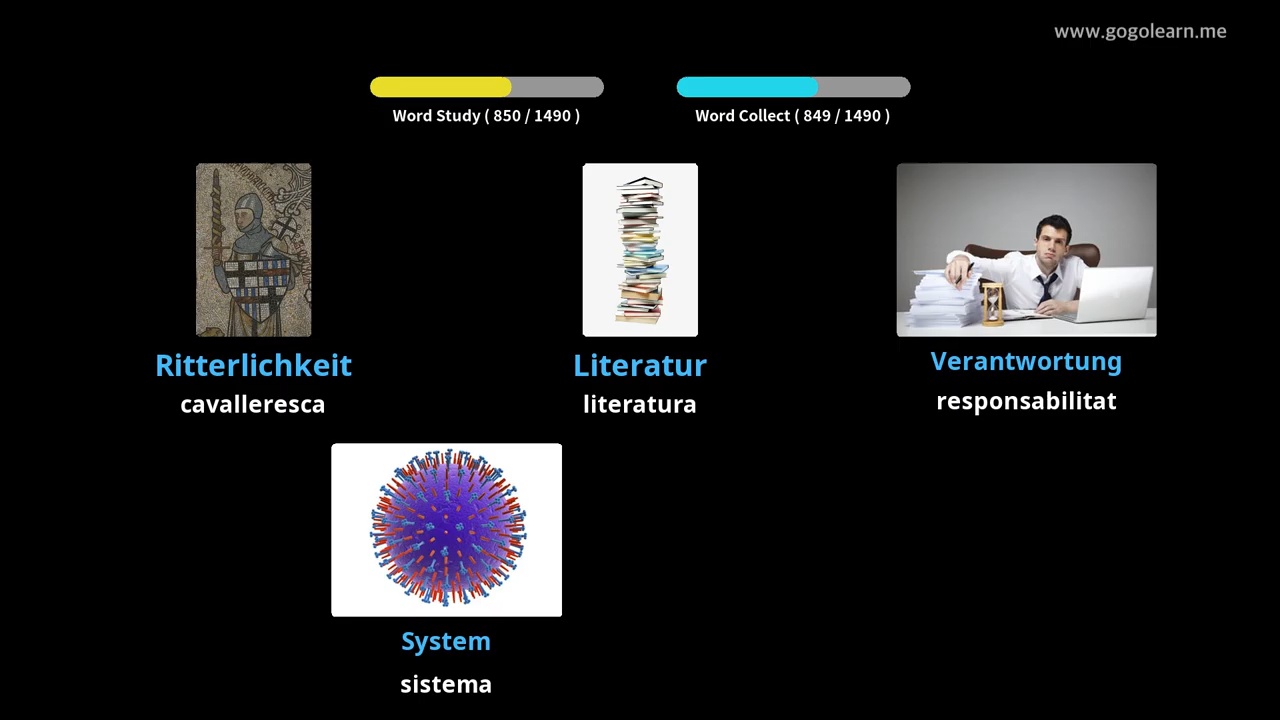 www.gogolearn.me
Word Study ( 850 / 1490 )
Word Collect ( 849 / 1490 )
Ritterlichkeit
cavalleresca
Literatur
literatura
Verantwortung
responsabilitat
System
sistema